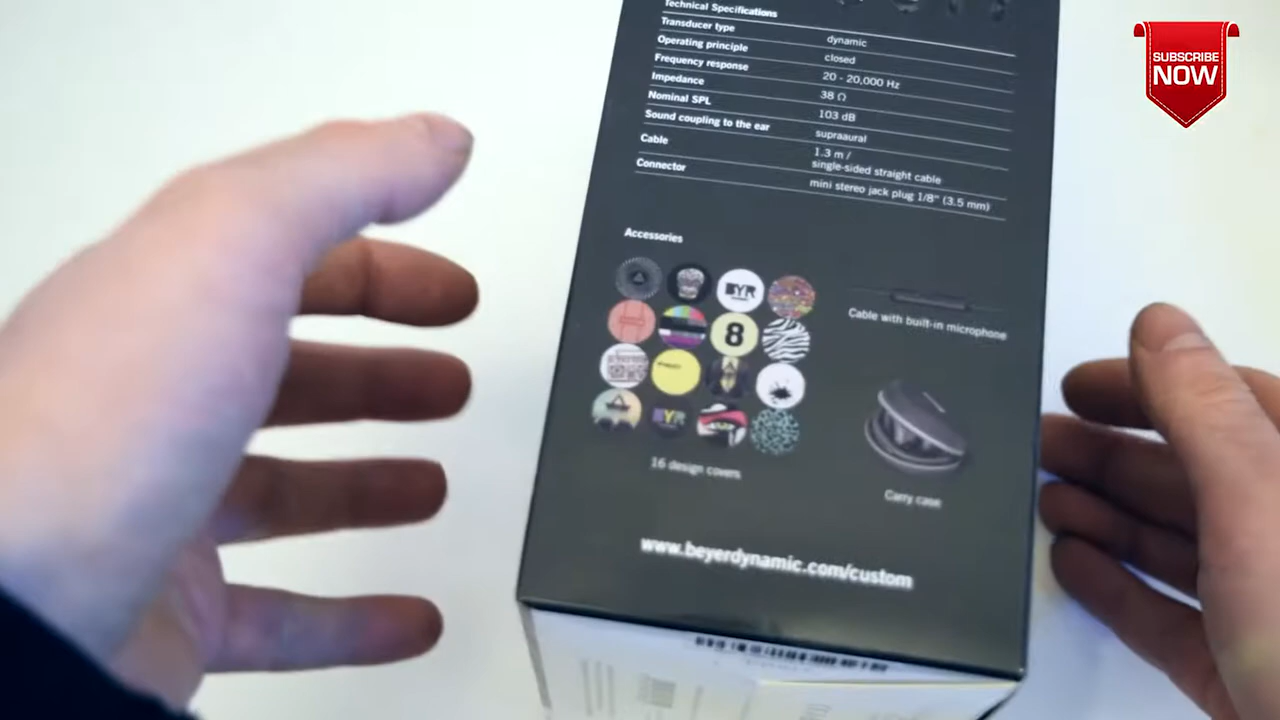 Technical Specifications
Transducer type dynamic
Operating principle closed
Frequency response 20 - 20,000 Hz
Impedance 38 Ω
Nominal SPL 103 dB
Sound coupling to the ear supraaural
Cable 1.3 m /
single-sided straight cable
Connector mini stereo jack plug 1/8" (3.5 mm)
Accessories
BYR
8
BYR
Cable with built-in microphone
16 design covers
Carry case
www.beyerdynamic.com/custom
SUBSCRIBE
NOW